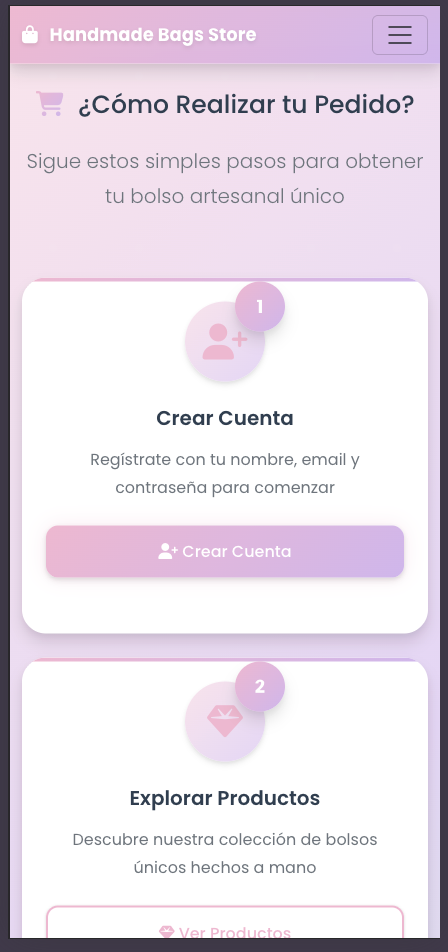 Handmade Bags Store
¿Cómo Realizar tu Pedido?
Sigue estos simples pasos para obtener
tu bolso artesanal único
1
Crear Cuenta
Regístrate con tu nombre, email y
contraseña para comenzar
Crear Cuenta
2
Explorar Productos
Descubre nuestra colección de bolsos
únicos hechos a mano
Ver Productos